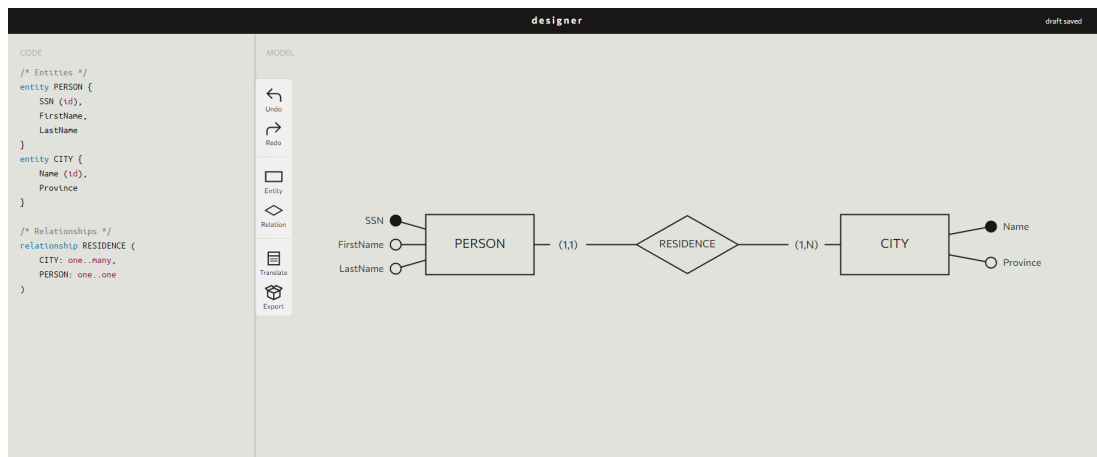 designer
draft saved
CODE
/* Entities */
entity PERSON {
SSN (id),
FirstName,
LastName
}
entity CITY {
Name (id),
Province
}
/* Relationships */
relationship RESIDENCE (
CITY: one..many,
PERSON: one..one
)
MODEL
Undo
Redo
Entity
Relation
Translate
Export
SSN
FirstName
LastName
PERSON
(1,1)
RESIDENCE
(1,N)
CITY
Name
Province